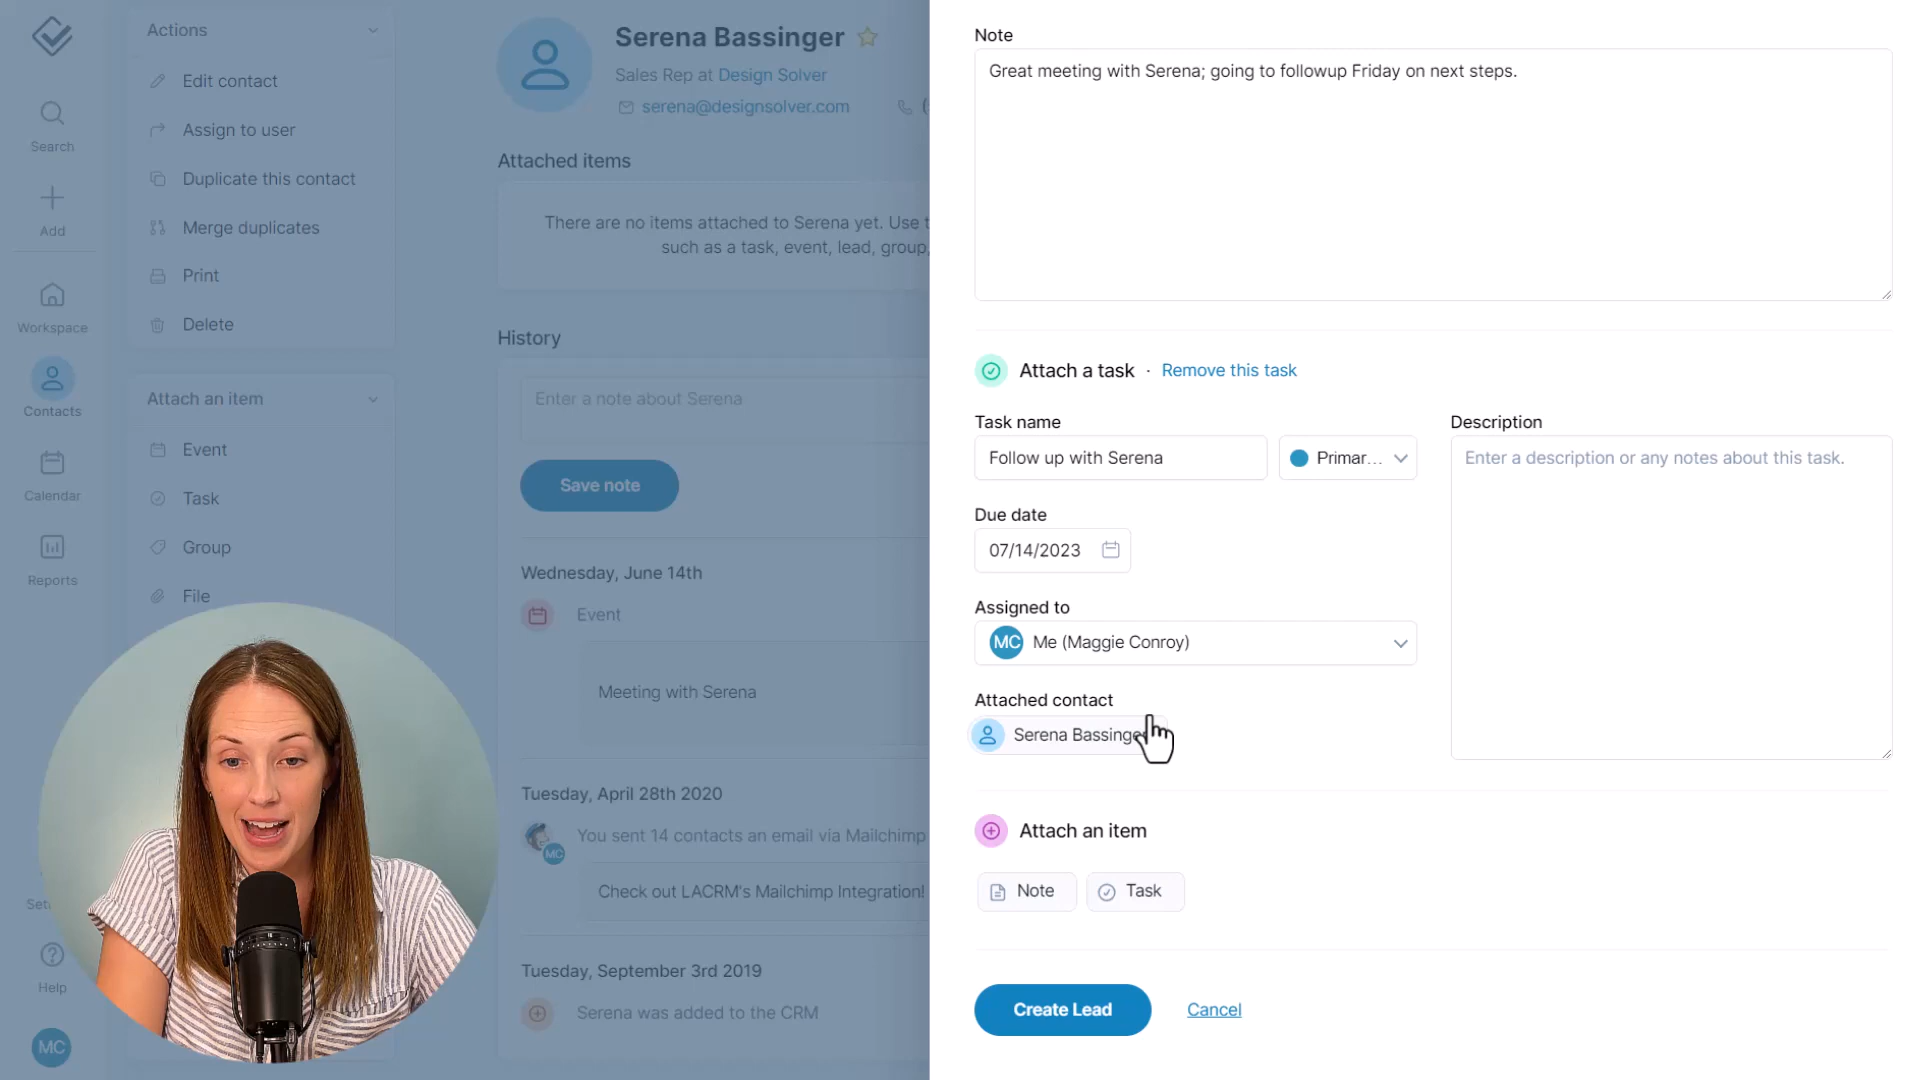 Search
Add
Workspace
Contacts
Calendar
Reports
Help
MC
Actions
Edit contact
Assign to user
Duplicate this contact
Merge duplicates
Print
Delete
Attach an item
Event
Task
Group
File
Serena Bassinger
Sales Rep at Design Solver
serena@designsolver.com
Attached items
There are no items attached to Serena yet. Use
such as a task, event, lead, group,
History
Enter a note about Serena
Save note
Wednesday, June 14th
Event
Meeting with Serena
Tuesday, April 28th 2020
MC
You sent 14 contacts an email via Mailchimp
Check out LACRM's Mailchimp Integration!
Tuesday, September 3rd 2019
Serena was added to the CRM
Note
Great meeting with Serena; going to followup Friday on next steps.
Attach a task · Remove this task
Task name
Follow up with Serena
Primar...
Due date
07/14/2023
Assigned to
MC Me (Maggie Conroy)
Attached contact
Serena Bassinger
Description
Enter a description or any notes about this task.
Attach an item
Note
Task
Create Lead
Cancel